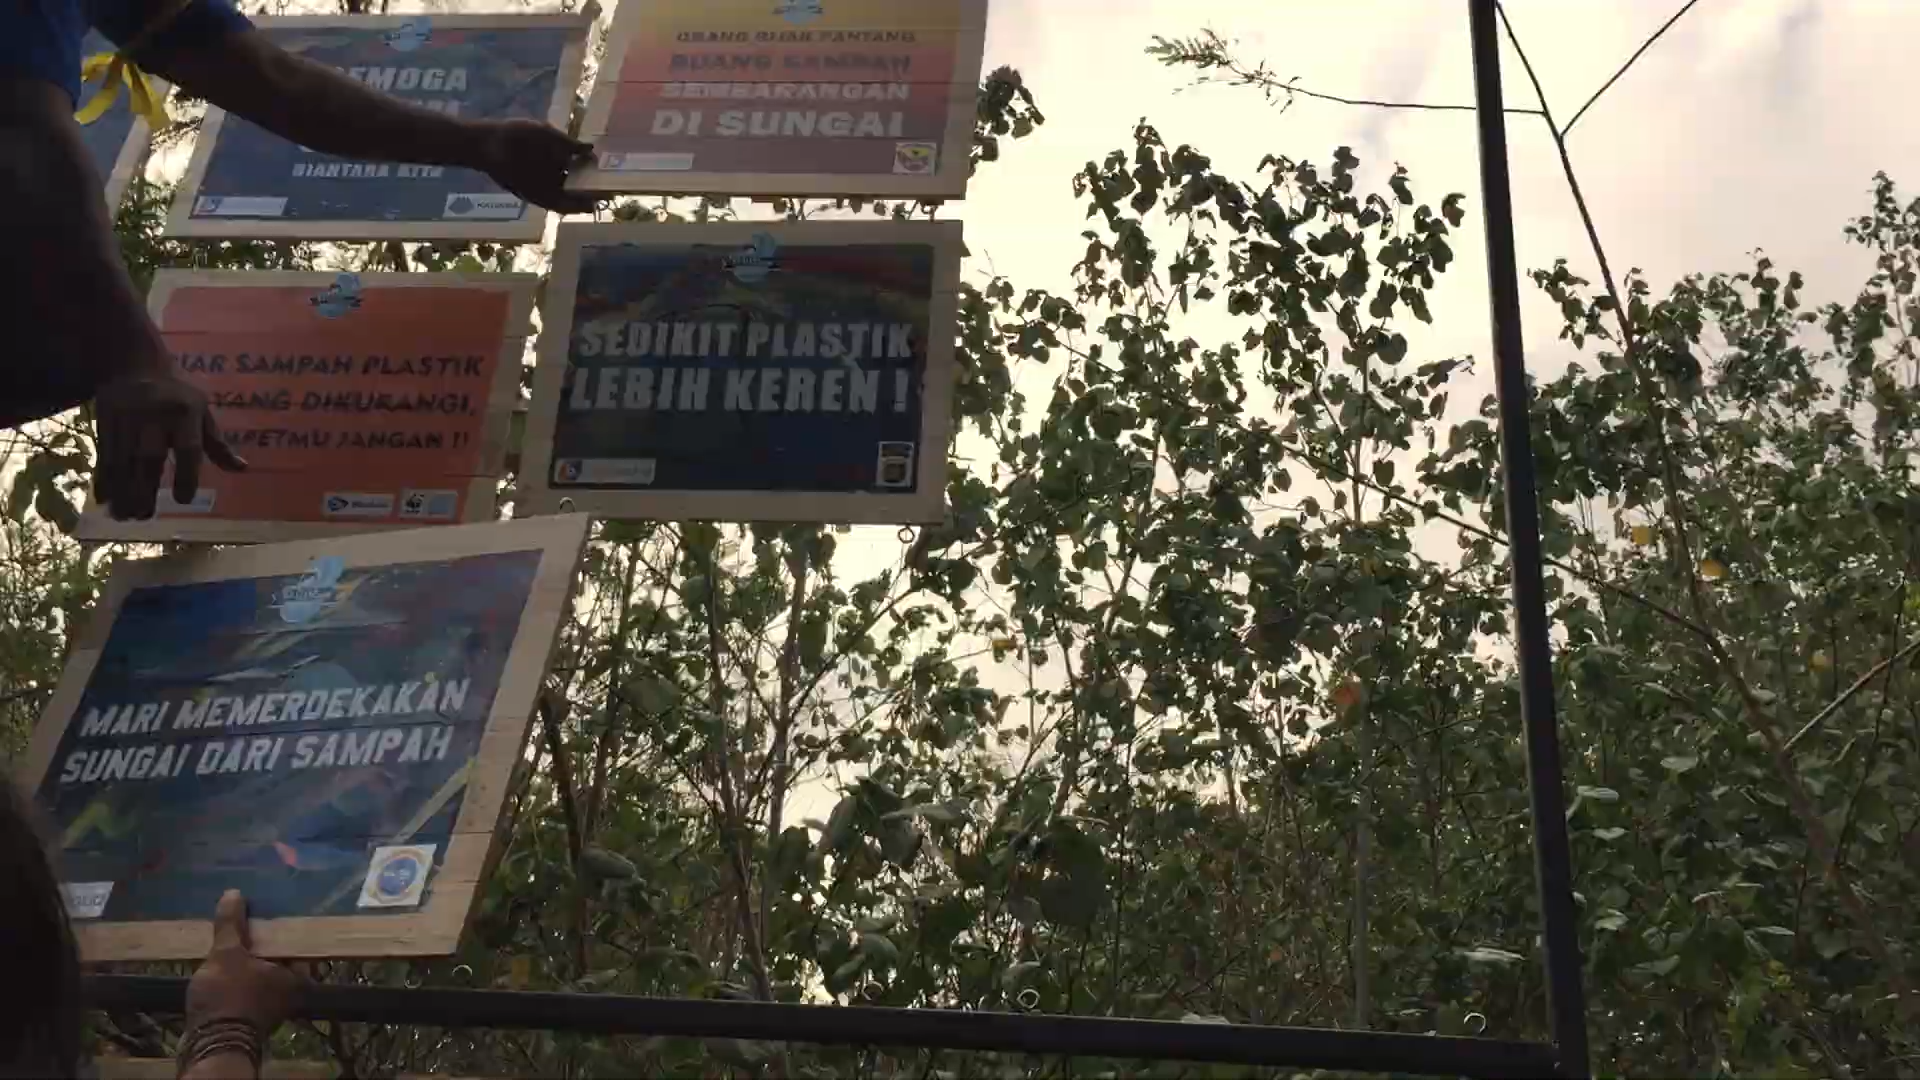 SEMOGA
DIANTARA KITA
ORANG BIJAK PANTANG
BUANG SAMPAH
SEMBARANGAN
DI SUNGAI
BIAR SAMPAH PLASTIK
YANG DIKURANGI,
JANGAN !!
SEDIKIT PLASTIK
LEBIH KEREN !
MARI MEMERDEKAKAN
SUNGAI DARI SAMPAH